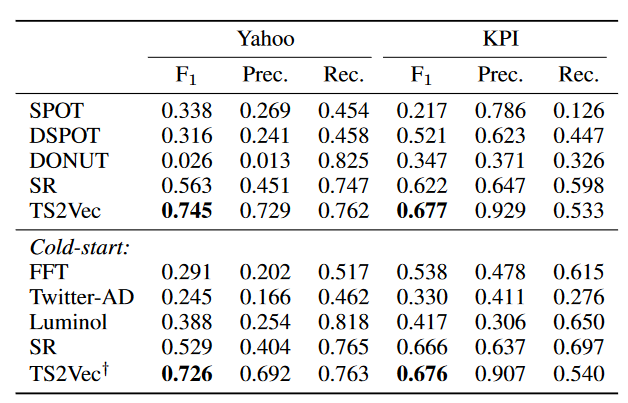 Yahoo KPI
F1 Prec. Rec. F1 Prec. Rec.
SPOT 0.338 0.269 0.454 0.217 0.786 0.126
DSPOT 0.316 0.241 0.458 0.521 0.623 0.447
DONUT 0.026 0.013 0.825 0.347 0.371 0.326
SR 0.563 0.451 0.747 0.622 0.647 0.598
TS2Vec 0.745 0.729 0.762 0.677 0.929 0.533
Cold-start:
FFT 0.291 0.202 0.517 0.538 0.478 0.615
Twitter-AD 0.245 0.166 0.462 0.330 0.411 0.276
Luminol 0.388 0.254 0.818 0.417 0.306 0.650
SR 0.529 0.404 0.765 0.666 0.637 0.697
TS2Vec† 0.726 0.692 0.763 0.676 0.907 0.540